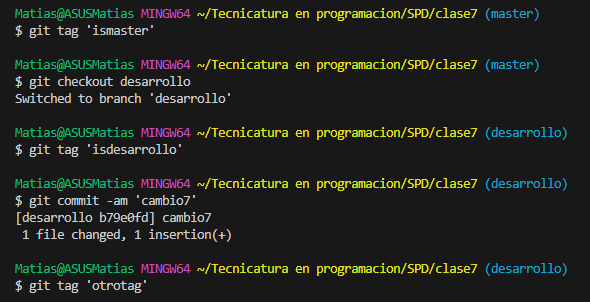 Matias@ASUSMatias MINGW64 ~/Tecnicatura en programacion/SPD/clase7 (master)
$ git tag 'ismaster'
Matias@ASUSMatias MINGW64 ~/Tecnicatura en programacion/SPD/clase7 (master)
$ git checkout desarrollo
Switched to branch 'desarrollo'
Matias@ASUSMatias MINGW64 ~/Tecnicatura en programacion/SPD/clase7 (desarrollo)
$ git tag 'isdesarrollo'
Matias@ASUSMatias MINGW64 ~/Tecnicatura en programacion/SPD/clase7 (desarrollo)
$ git commit -am 'cambio7'
[desarrollo b79e0fd] cambio7
 1 file changed, 1 insertion(+)
Matias@ASUSMatias MINGW64 ~/Tecnicatura en programacion/SPD/clase7 (desarrollo)
$ git tag 'otrotag'